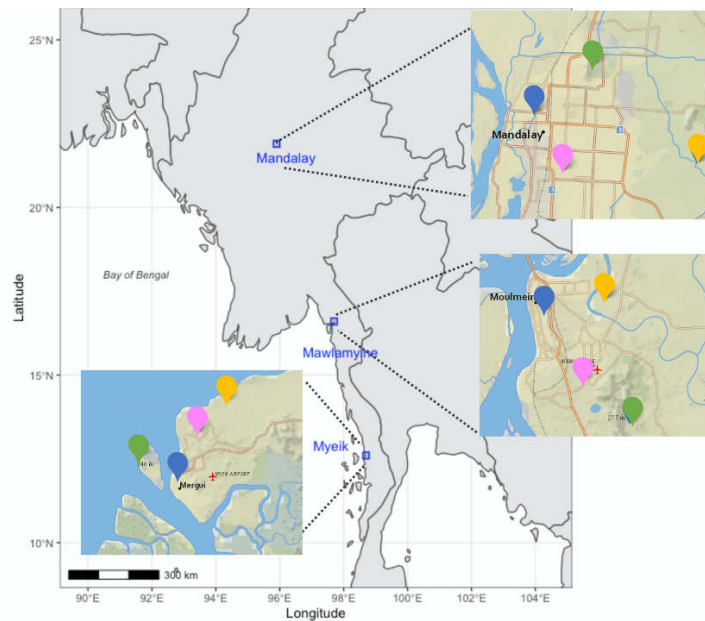 25°N
20°N
15°N
10°N
Latitude
Bay of Bengal
Mandalay
Mandalay
Moulmein
Mawlamyine
277 m
Myeik
Mergui
300 km
90°E
92°E
94°E
96°E
98°E
100°E
102°E
104°E
Longitude